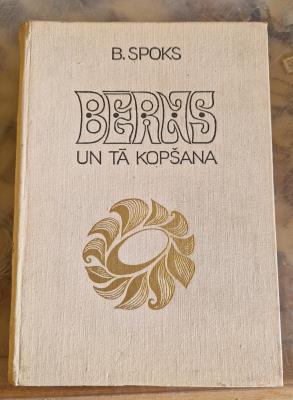 B. SPOKS
BERNS
UN TĀ KOPŠANA